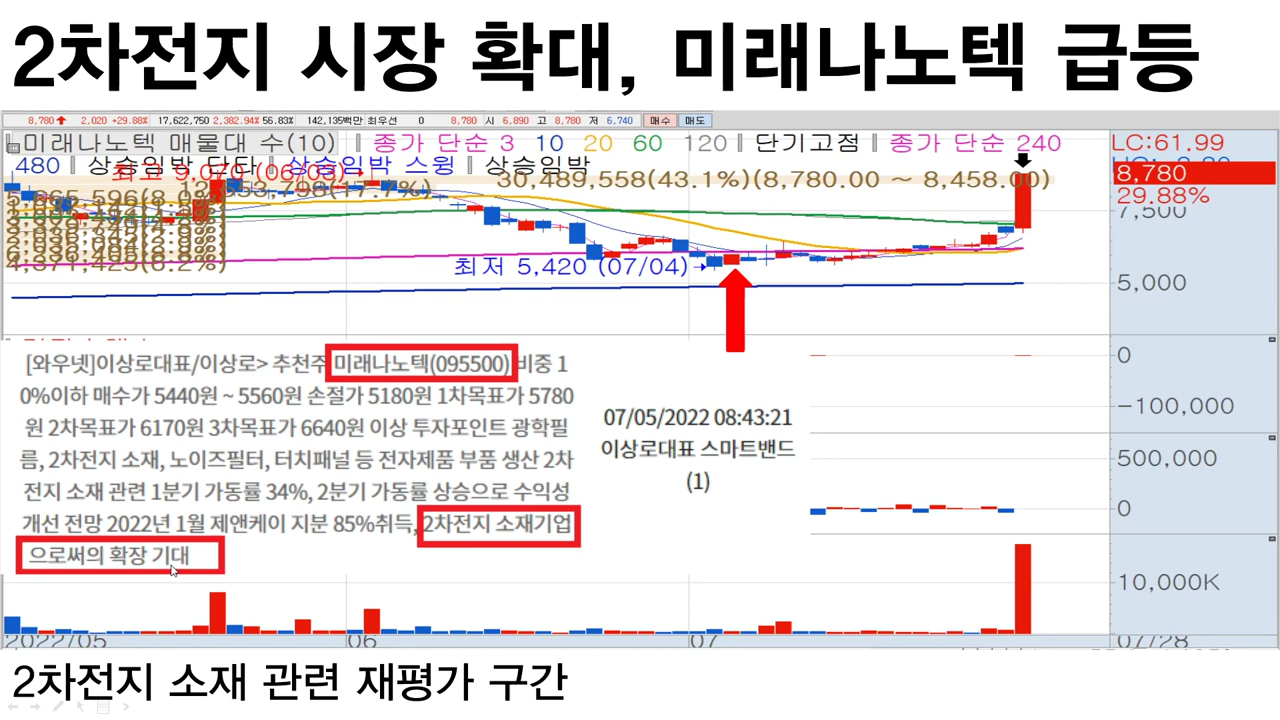 2차전지 시장 확대, 미래나노텍 급등
8,780 2,020 +29.88% 17,622,750 2,382.94% 56.83% 142,135백만 최우선 0 8,780 시 6,890 고 8,780 저 6,740 매수 매도
미래나노텍 매물대 수(10) 종가 단순 3 10 20 60 120 단기고점 종가 단순 240
LC:61.99
480 상승임박 단타 상승임박 스윙 상승임박
최고 9,070
30,489,558(43.1%)(8,780.00 ~ 8,458.00)
8,780
29.88%
7,500
4,371,423(6.2%)
최저 5,420 (07/04)
5,000
[와우넷]이상로대표/이상로> 추천주 미래나노텍(095500) 비중 1
0%이하 매수가 5440원 ~ 5560원 손절가 5180원 1차목표가 5780
원 2차목표가 6170원 3차목표가 6640원 이상 투자포인트 광학필
름, 2차전지 소재, 노이즈필터, 터치패널 등 전자제품 부품 생산 2차
전지 소재 관련 1분기 가동률 34%, 2분기 가동률 상승으로 수익성
개선 전망 2022년 1월 제앤케이 지분 85%취득, 2차전지 소재기업
으로써의 확장 기대
07/05/2022 08:43:21
이상로대표 스마트밴드
(1)
0
-100,000
500,000
0
10,000K
2022/05 06 07 07/28
2차전지 소재 관련 재평가 구간